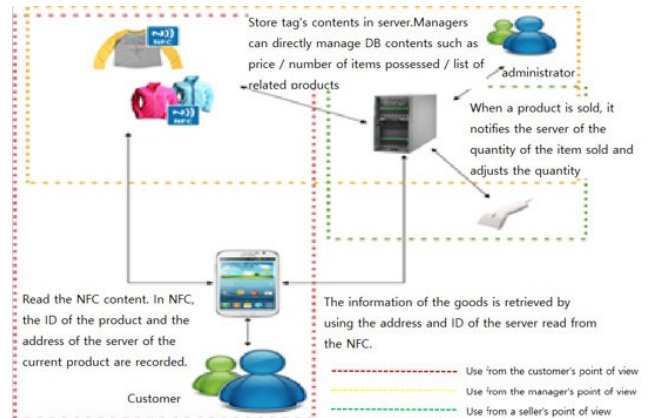 NFC
NFC
Store tag's contents in server.Managers
can directly manage DB contents such as
price / number of items possessed / list of
related products
administrator
When a product is sold, it
notifies the server of the
quantity of the item sold and
adjusts the quantity
Read the NFC content. In NFC,
the ID of the product and the
address of the server of the
current product are recorded.
The information of the goods is retrieved by
using the address and ID of the server read from
the NFC.
Customer
Use from the customer's point of view
Use from the manager's point of view
Use from a seller's point of view